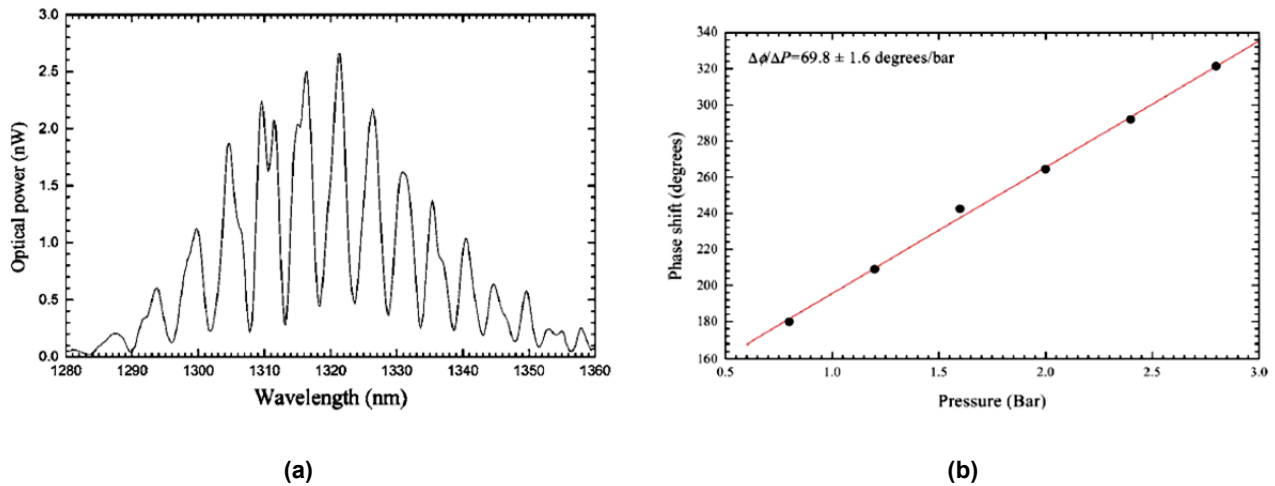 3.0
2.5
2.0
1.5
1.0
0.5
0.0
Optical power (nW)
1280 1290 1300 1310 1320 1330 1340 1350 1360
Wavelength (nm)
(a)
340
320
300
280
260
240
220
200
180
160
Phase shift (degrees)
Δϕ/ΔP=69.8 ± 1.6 degrees/bar
0.5 1.0 1.5 2.0 2.5 3.0
Pressure (Bar)
(b)